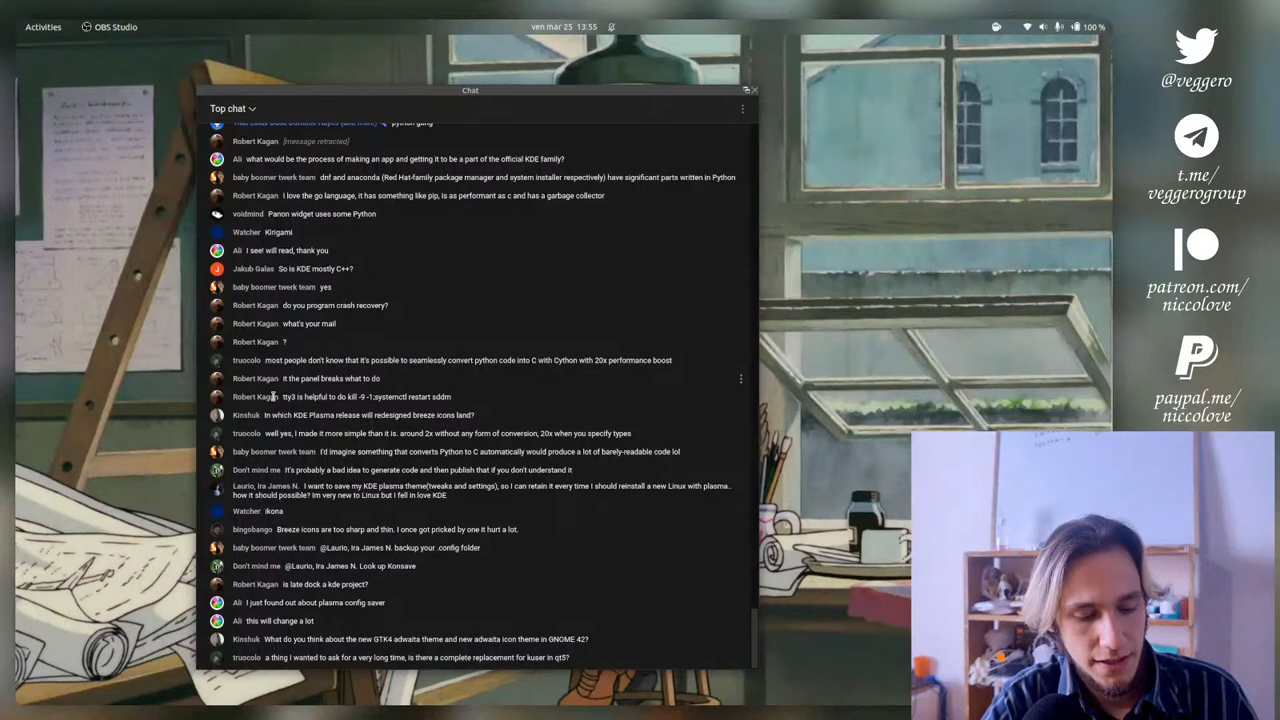 Activities
OBS Studio
ven mar 25 13:55
100 %
Chat
Top chat
python gang
Robert Kagan [message retracted]
Ali what would be the process of making an app and getting it to be a part of the official KDE family?
baby boomer twerk team dnf and anaconda (Red Hat-family package manager and system installer respectively) have significant parts written in Python
Robert Kagan I love the go language, it has something like pip, is as performant as c and has a garbage collector
voidmind Panon widget uses some Python
Watcher Kirigami
Ali I see! will read, thank you
J Jakub Galas So is KDE mostly C++?
baby boomer twerk team yes
Robert Kagan do you program crash recovery?
Robert Kagan what's your mail
Robert Kagan ?
truocolo most people don't know that it's possible to seamlessly convert python code into C with Cython with 20x performance boost
Robert Kagan it the panel breaks what to do
Robert Kagan tty3 is helpful to do kill -9 -1;systemctl restart sddm
Kinshuk In which KDE Plasma release will redesigned breeze icons land?
truocolo well yes, I made it more simple than it is. around 2x without any form of conversion, 20x when you specify types
baby boomer twerk team I'd imagine something that converts Python to C automatically would produce a lot of barely-readable code lol
Don't mind me It's probably a bad idea to generate code and then publish that if you don't understand it
Laurio, Ira James N. I want to save my KDE plasma theme(tweaks and settings), so I can retain it every time I should reinstall a new Linux with plasma..
how it should possible? Im very new to Linux but I fell in love KDE
Watcher ikona
bingobango Breeze icons are too sharp and thin. I once got pricked by one it hurt a lot.
baby boomer twerk team @Laurio, Ira James N. backup your .config folder
Don't mind me @Laurio, Ira James N. Look up Konsave
Robert Kagan is late dock a kde project?
Ali I just found out about plasma config saver
Ali this will change a lot
Kinshuk What do you think about the new GTK4 adwaita theme and new adwaita icon theme in GNOME 42?
truocolo a thing I wanted to ask for a very long time, is there a complete replacement for kuser in qt5?
@veggero
t.me/
veggerogroup
patreon.com/
niccolove
paypal.me/
niccolove